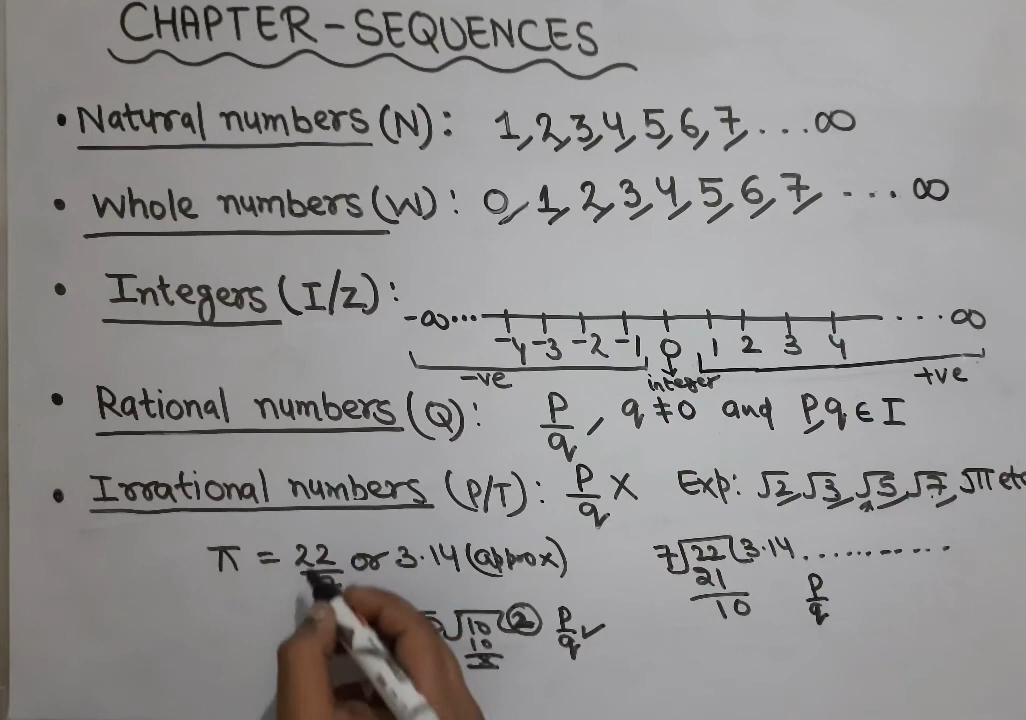 CHAPTER-SEQUENCES
• Natural numbers (N): 1, 2, 3, 4, 5, 6, 7, ... ∞
• Whole numbers (W): 0, 1, 2, 3, 4, 5, 6, 7, ... ∞
• Integers (I/Z):
-∞... -4 -3 -2 -1 0 1 2 3 4 .... ∞
-ve integer +ve
• Rational numbers (Q): P/q, q ≠ 0 and P,q ∈ I
• Irrational numbers (P/T): P/q X Exp: √2, √3, √5, √7, √π etc
π = 22/7 or 3.14 (approx) 7√22(3.14..............
21
10 P/q
√10(2) P/q ✓
10
x